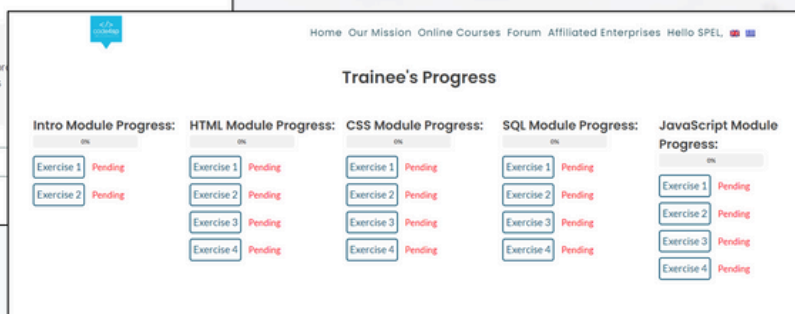 Home Our Mission Online Courses Forum Affiliated Enterprises Hello SPEL,
Trainee's Progress
Intro Module Progress:
0%
Exercise 1 Pending
Exercise 2 Pending
HTML Module Progress:
0%
Exercise 1 Pending
Exercise 2 Pending
Exercise 3 Pending
Exercise 4 Pending
CSS Module Progress:
0%
Exercise 1 Pending
Exercise 2 Pending
Exercise 3 Pending
Exercise 4 Pending
SQL Module Progress:
0%
Exercise 1 Pending
Exercise 2 Pending
Exercise 3 Pending
Exercise 4 Pending
JavaScript Module
Progress:
0%
Exercise 1 Pending
Exercise 2 Pending
Exercise 3 Pending
Exercise 4 Pending